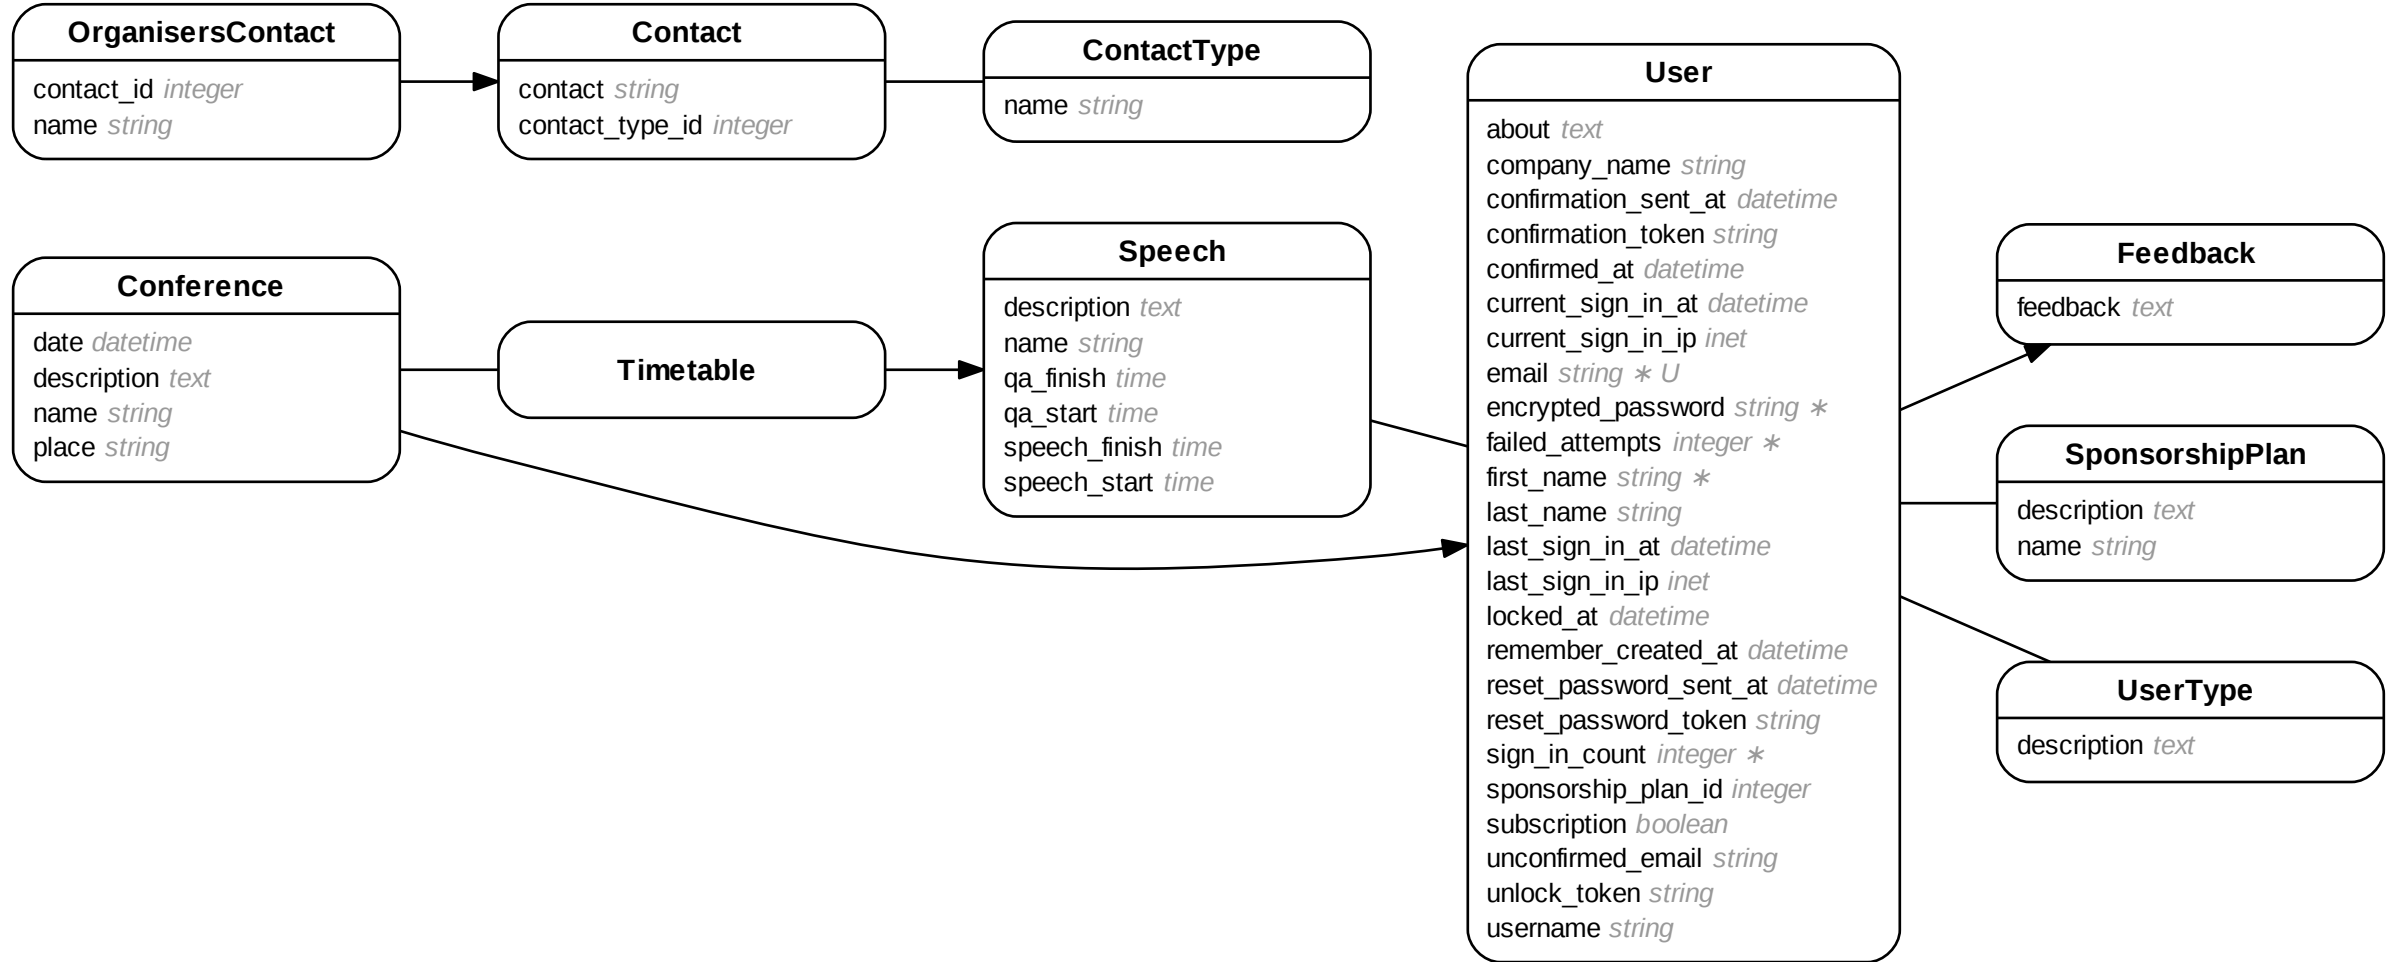 OrganisersContact
contact_id integer
name string
Contact
contact string
contact_type_id integer
ContactType
name string
Conference
date datetime
description text
name string
place string
Timetable
Speech
description text
name string
qa_finish time
qa_start time
speech_finish time
speech_start time
User
about text
company_name string
confirmation_sent_at datetime
confirmation_token string
confirmed_at datetime
current_sign_in_at datetime
current_sign_in_ip inet
email string ∗ U
encrypted_password string ∗
failed_attempts integer ∗
first_name string ∗
last_name string
last_sign_in_at datetime
last_sign_in_ip inet
locked_at datetime
remember_created_at datetime
reset_password_sent_at datetime
reset_password_token string
sign_in_count integer ∗
sponsorship_plan_id integer
subscription boolean
unconfirmed_email string
unlock_token string
username string
Feedback
feedback text
SponsorshipPlan
description text
name string
UserType
description text